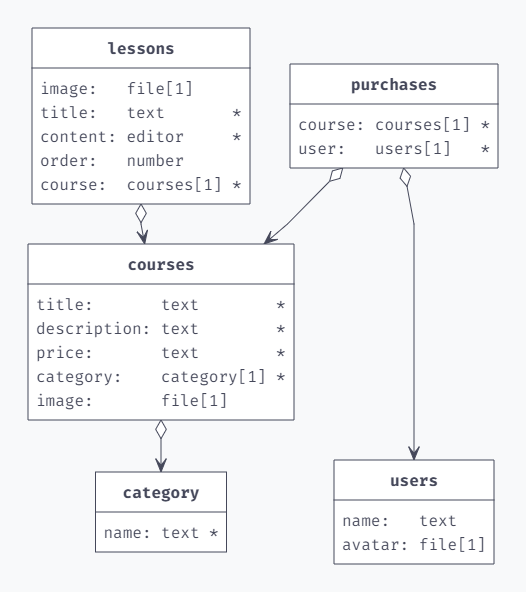 lessons
image: file[1]
title: text *
content: editor *
order: number
course: courses[1] *
purchases
course: courses[1] *
user: users[1] *
courses
title: text *
description: text *
price: text *
category: category[1] *
image: file[1]
category
name: text *
users
name: text
avatar: file[1]